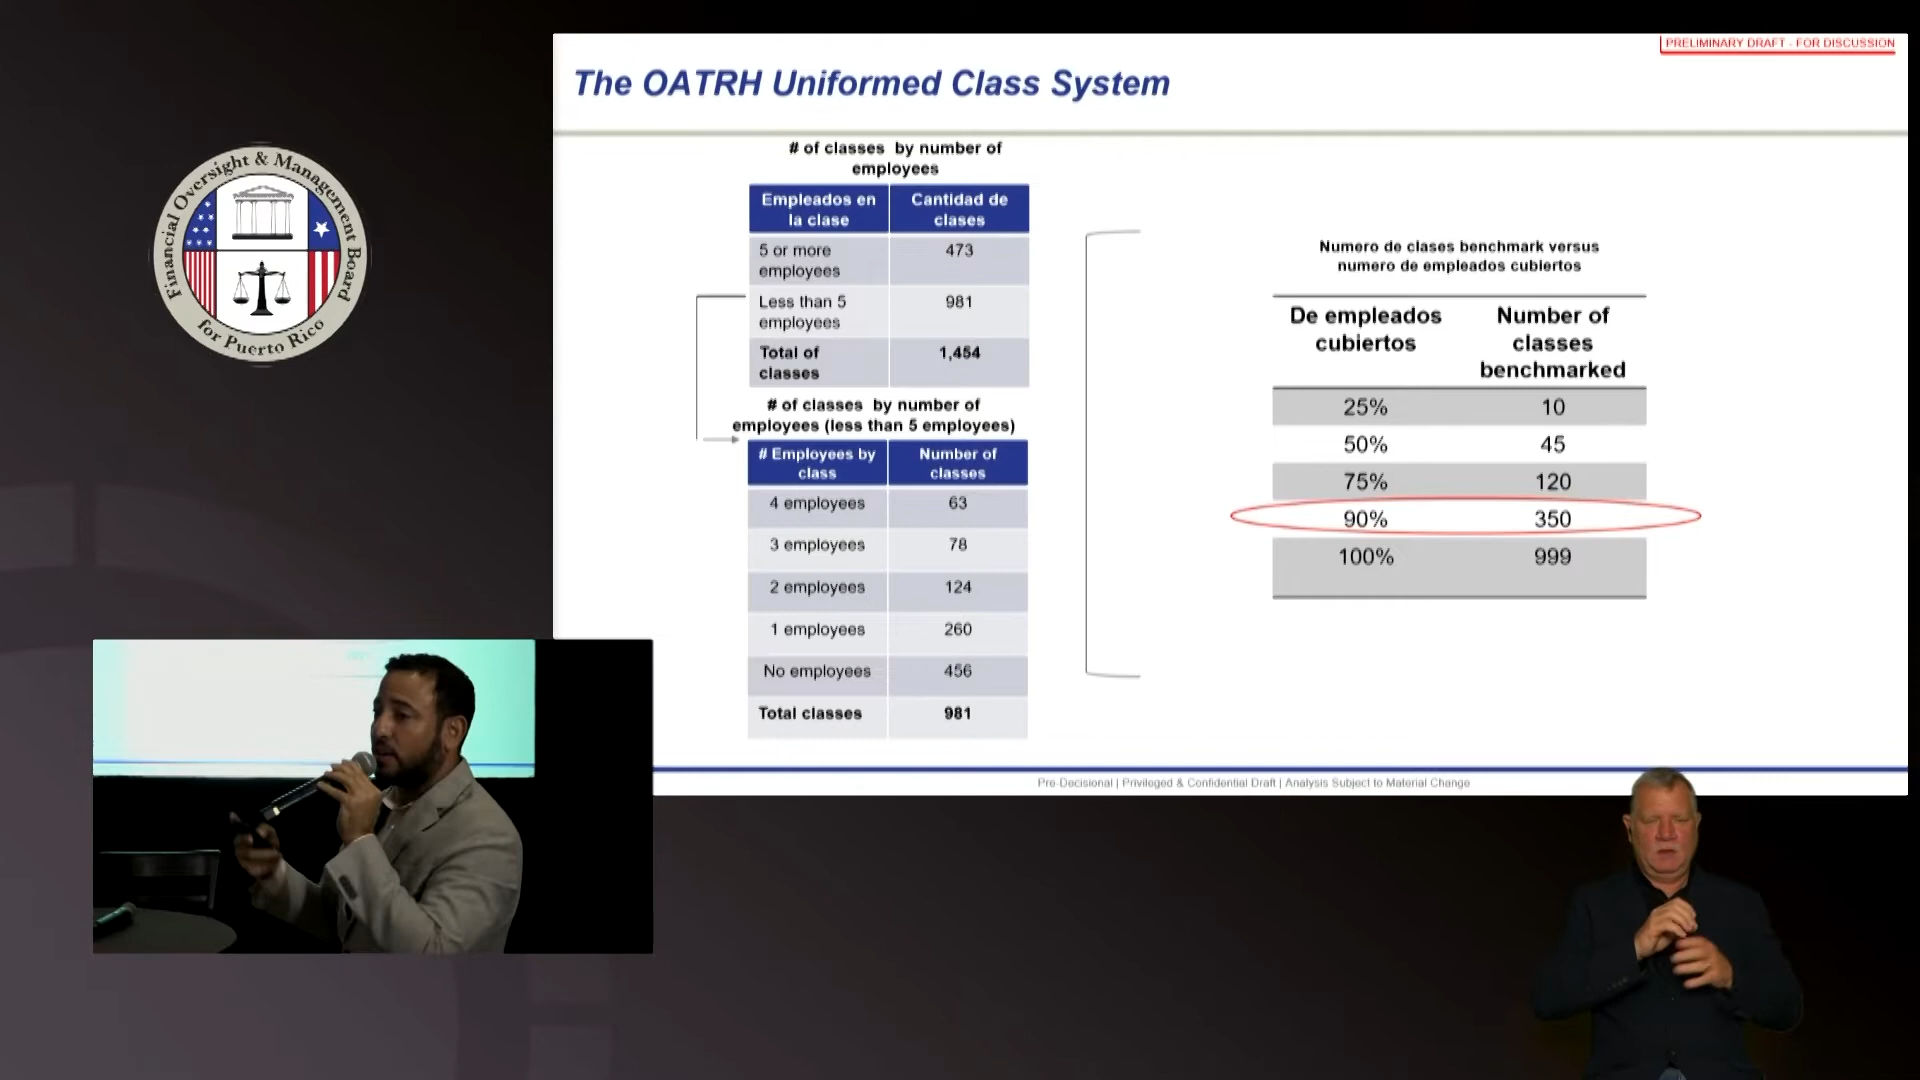 Financial Oversight & Management Board
for Puerto Rico
PRELIMINARY DRAFT - FOR DISCUSSION
The OATRH Uniformed Class System
# of classes by number of
employees
Empleados en
la clase
Cantidad de
clases
5 or more
employees
473
Less than 5
employees
981
Total of
classes
1,454
# of classes by number of
employees (less than 5 employees)
# Employees by
class
Number of
classes
4 employees
63
3 employees
78
2 employees
124
1 employees
260
No employees
456
Total classes
981
Numero de clases benchmark versus
numero de empleados cubiertos
De empleados
cubiertos
Number of
classes
benchmarked
25%
10
50%
45
75%
120
90%
350
100%
999
Pre-Decisional | Privileged & Confidential Draft | Analysis Subject to Material Change